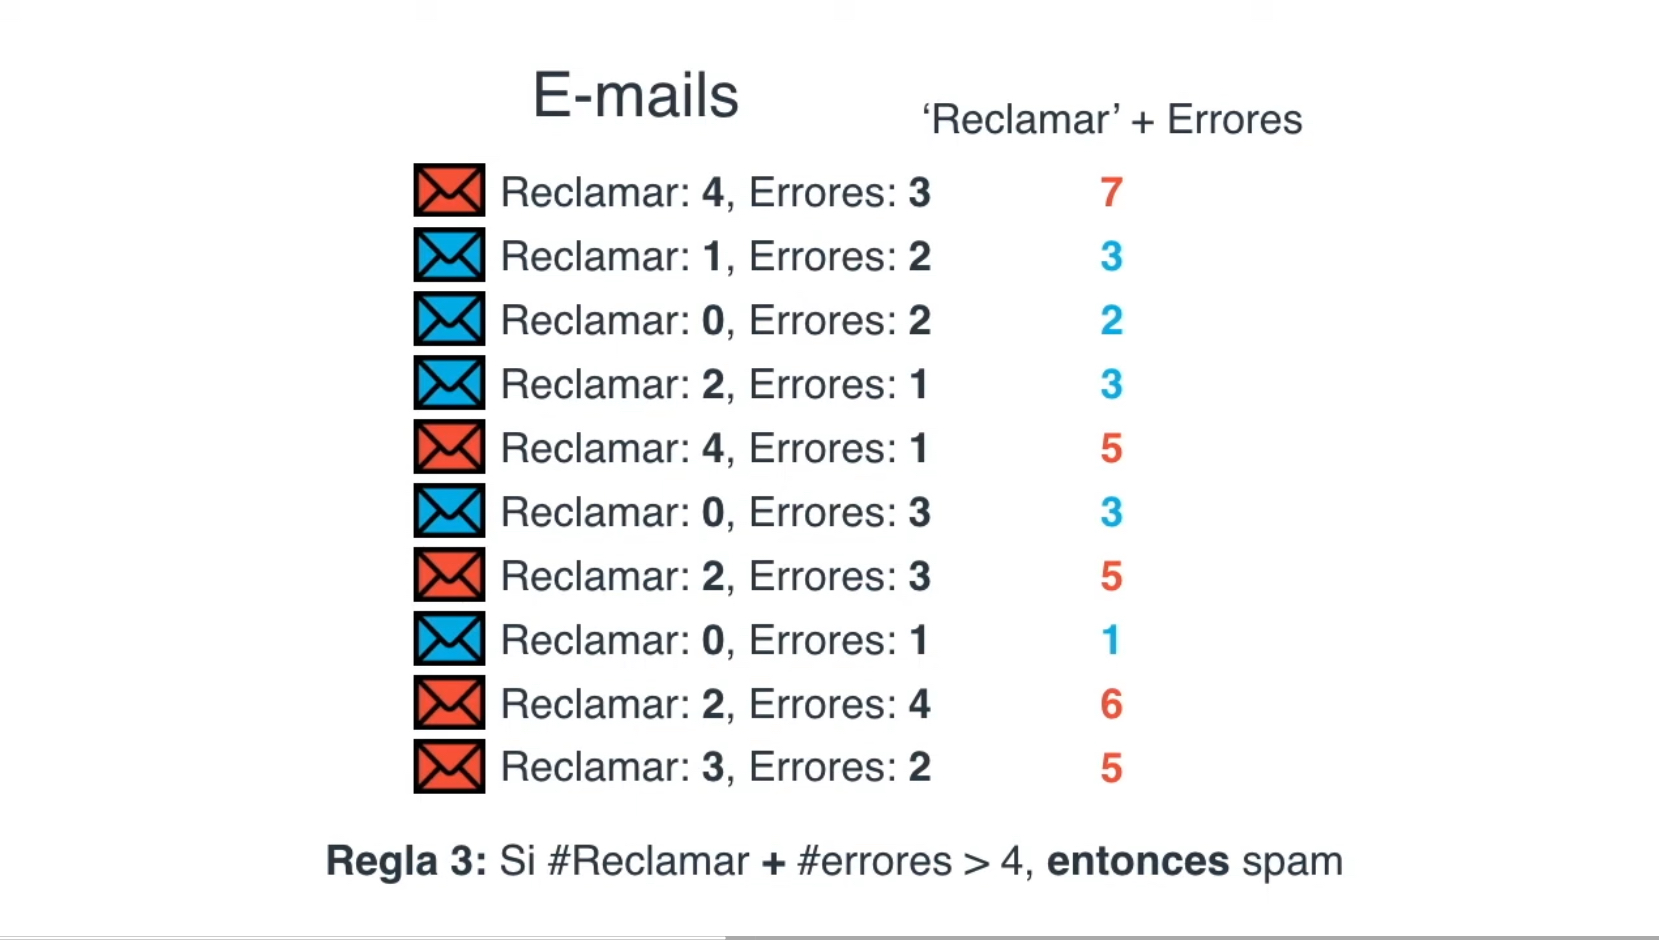 E-mails
'Reclamar' + Errores
Reclamar: 4, Errores: 3 7
Reclamar: 1, Errores: 2 3
Reclamar: 0, Errores: 2 2
Reclamar: 2, Errores: 1 3
Reclamar: 4, Errores: 1 5
Reclamar: 0, Errores: 3 3
Reclamar: 2, Errores: 3 5
Reclamar: 0, Errores: 1 1
Reclamar: 2, Errores: 4 6
Reclamar: 3, Errores: 2 5
Regla 3: Si #Reclamar + #errores > 4, entonces spam